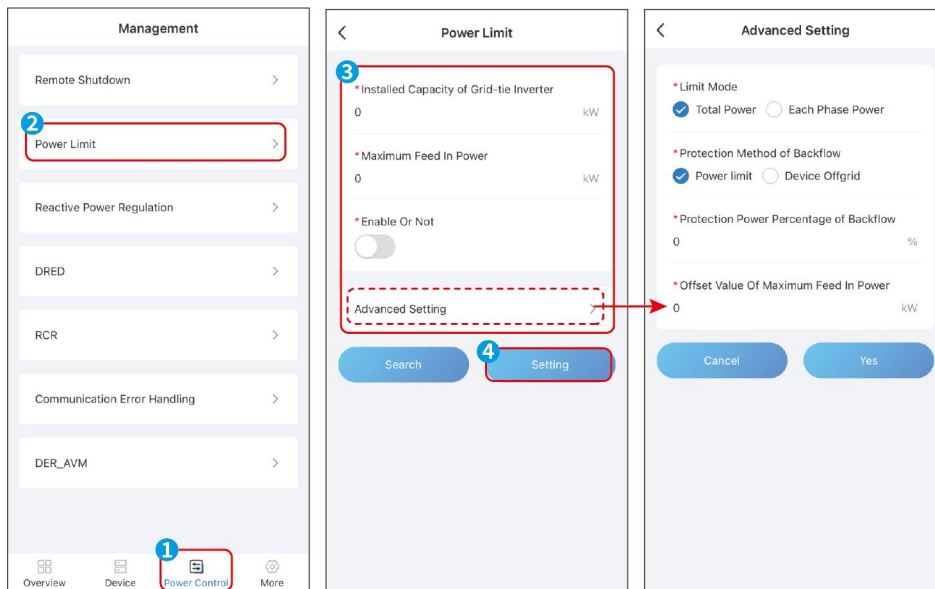 Management
Remote Shutdown
2
Power Limit
Reactive Power Regulation
DRED
RCR
Communication Error Handling
DER_AVM
1
Overview
Device
Power Control
More
Power Limit
3
*Installed Capacity of Grid-tie Inverter
0 kW
*Maximum Feed In Power
0 kW
*Enable Or Not
Advanced Setting
4
Search
Setting
Advanced Setting
*Limit Mode
Total Power Each Phase Power
*Protection Method of Backflow
Power limit Device Offgrid
*Protection Power Percentage of Backflow
0 %
*Offset Value Of Maximum Feed In Power
0 kW
Cancel
Yes